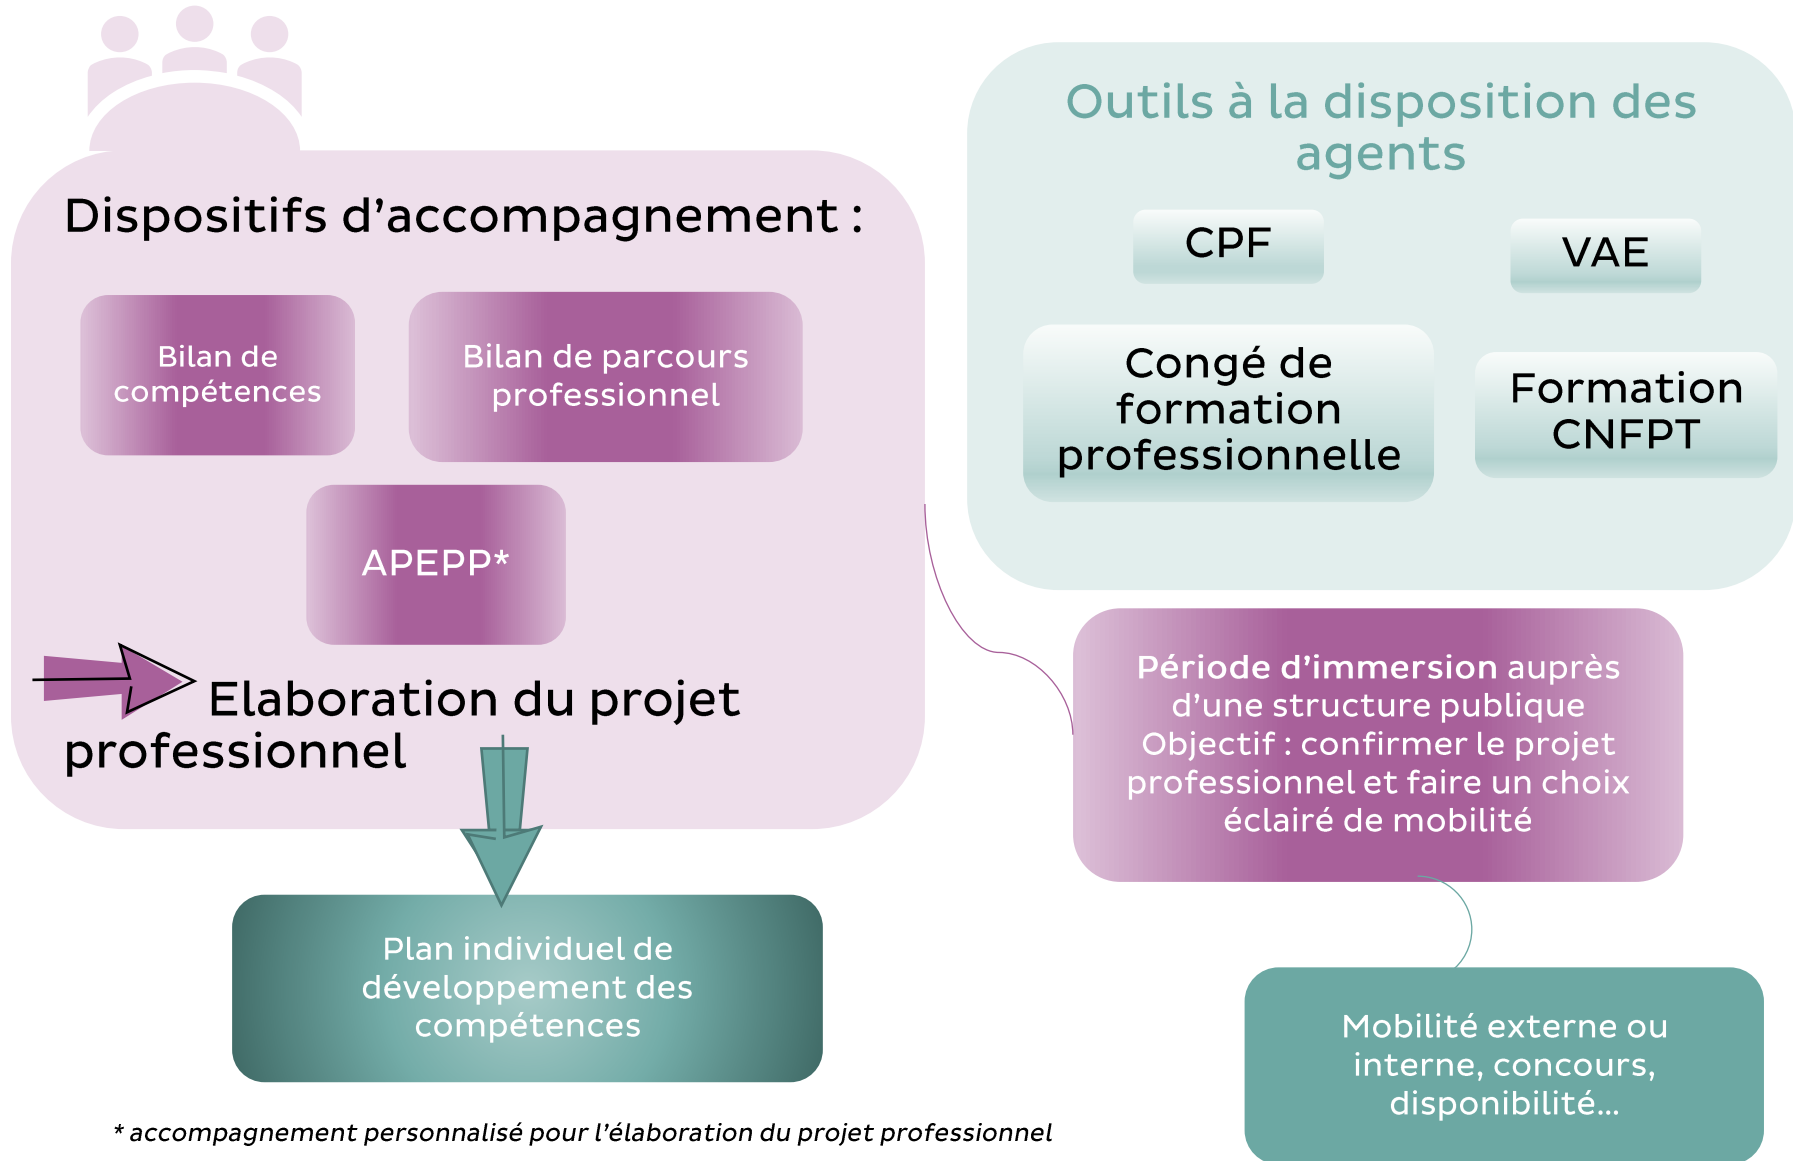 Dispositifs d’accompagnement :
Bilan de
compétences
Bilan de parcours
professionnel
APEPP*
Elaboration du projet
professionnel
Plan individuel de
développement des
compétences
* accompagnement personnalisé pour l’élaboration du projet professionnel
Outils à la disposition des
agents
CPF
VAE
Congé de
formation
professionnelle
Formation
CNFPT
Période d’immersion auprès
d’une structure publique
Objectif : confirmer le projet
professionnel et faire un choix
éclairé de mobilité
Mobilité externe ou
interne, concours,
disponibilité...